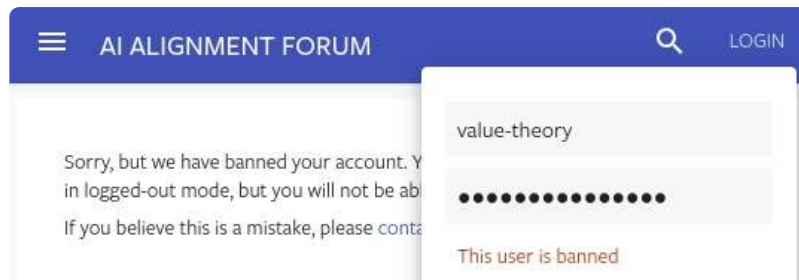 AI ALIGNMENT FORUM
LOGIN
value-theory
Sorry, but we have banned your account.
in logged-out mode, but you will not be
If you believe this is a mistake, please
This user is banned